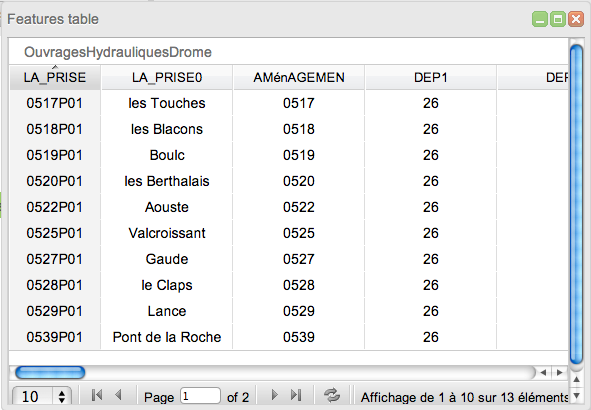 Features table
OuvragesHydrauliquesDrome
LA_PRISE LA_PRISE0 AMénAGEMEN DEP1
0517P01 les Touches 0517 26
0518P01 les Blacons 0518 26
0519P01 Boulc 0519 26
0520P01 les Berthalais 0520 26
0522P01 Aouste 0522 26
0525P01 Valcroissant 0525 26
0527P01 Gaude 0527 26
0528P01 le Claps 0528 26
0529P01 Lance 0529 26
0539P01 Pont de la Roche 0539 26
10 Page 1 of 2 Affichage de 1 à 10 sur 13 éléments